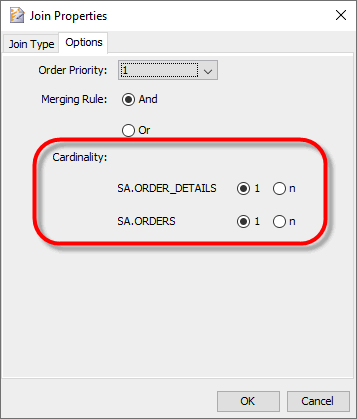 Join Properties
Join Type Options
Order Priority: 1
Merging Rule: And
Or
Cardinality:
SA.ORDER_DETAILS 1 n
SA.ORDERS 1 n
OK Cancel